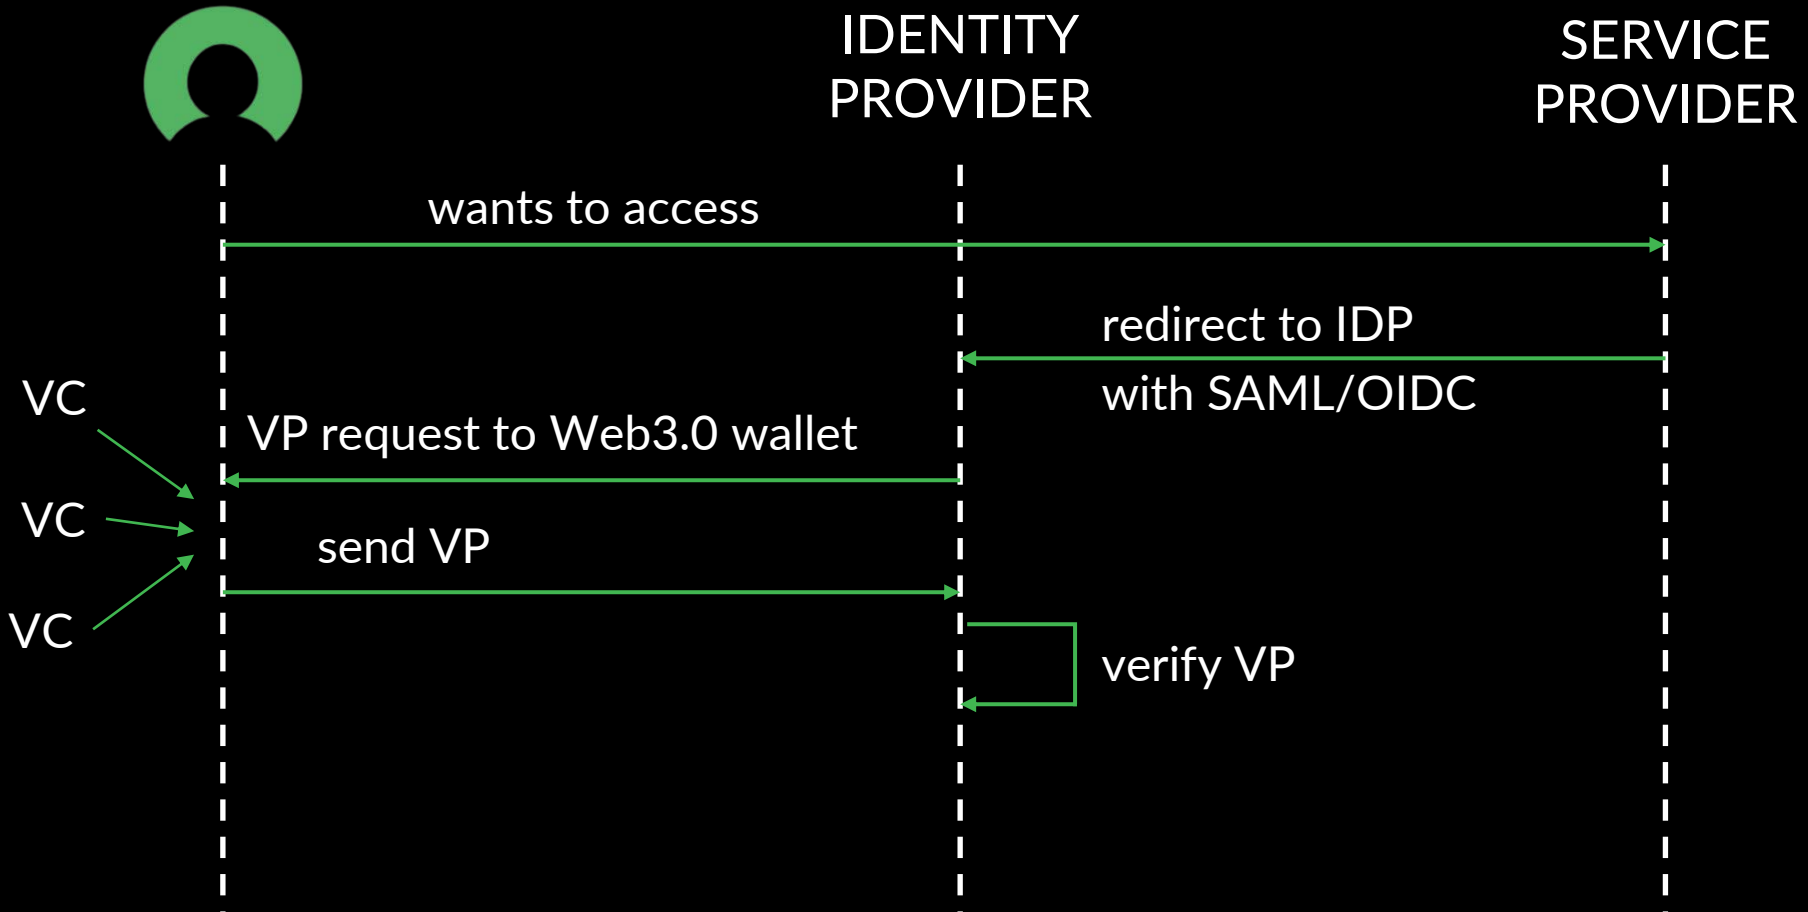 IDENTITY
PROVIDER
SERVICE
PROVIDER
wants to access
redirect to IDP
with SAML/OIDC
VC
VP request to Web3.0 wallet
VC
send VP
VC
verify VP